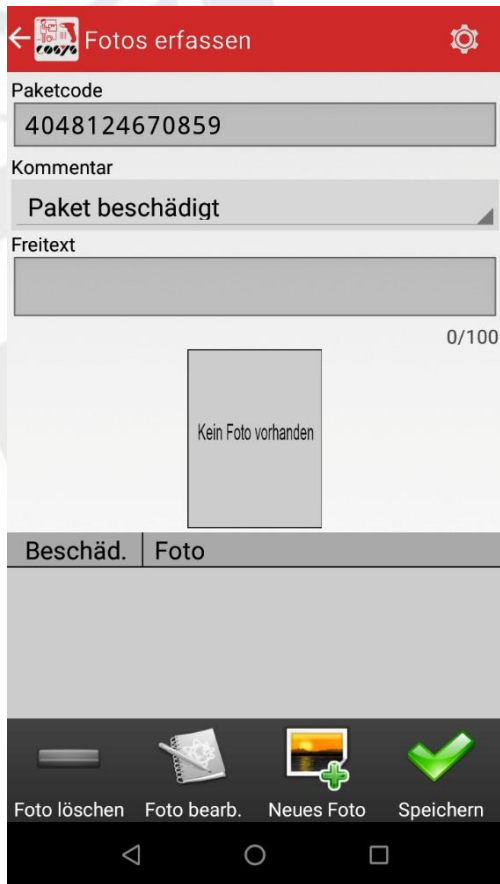 COSYS
Fotos erfassen
Paketcode
4048124670859
Kommentar
Paket beschädigt
Freitext
0/100
Kein Foto vorhanden
Beschäd. Foto
Foto löschen Foto bearb. Neues Foto Speichern